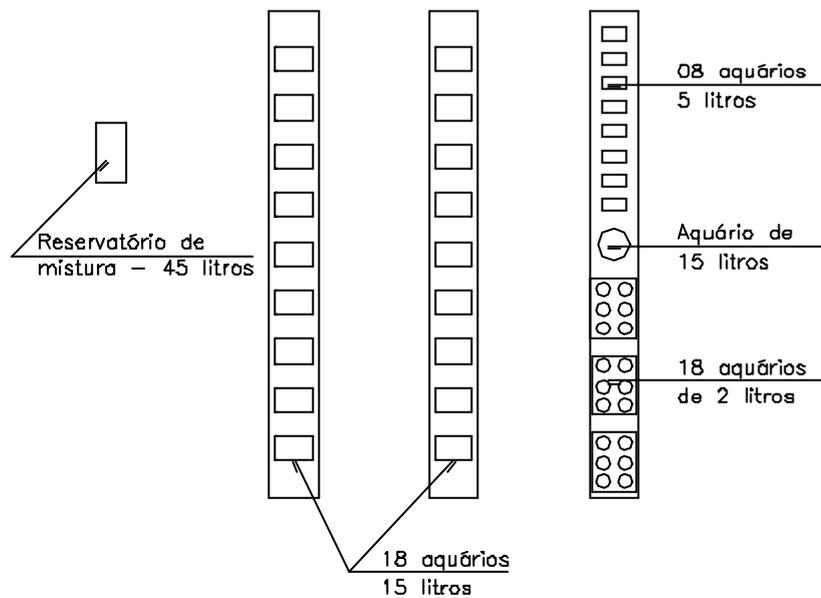 08 aquários
5 litros
Reservatório de
mistura – 45 litros
Aquário de
15 litros
18 aquários
de 2 litros
18 aquários
15 litros